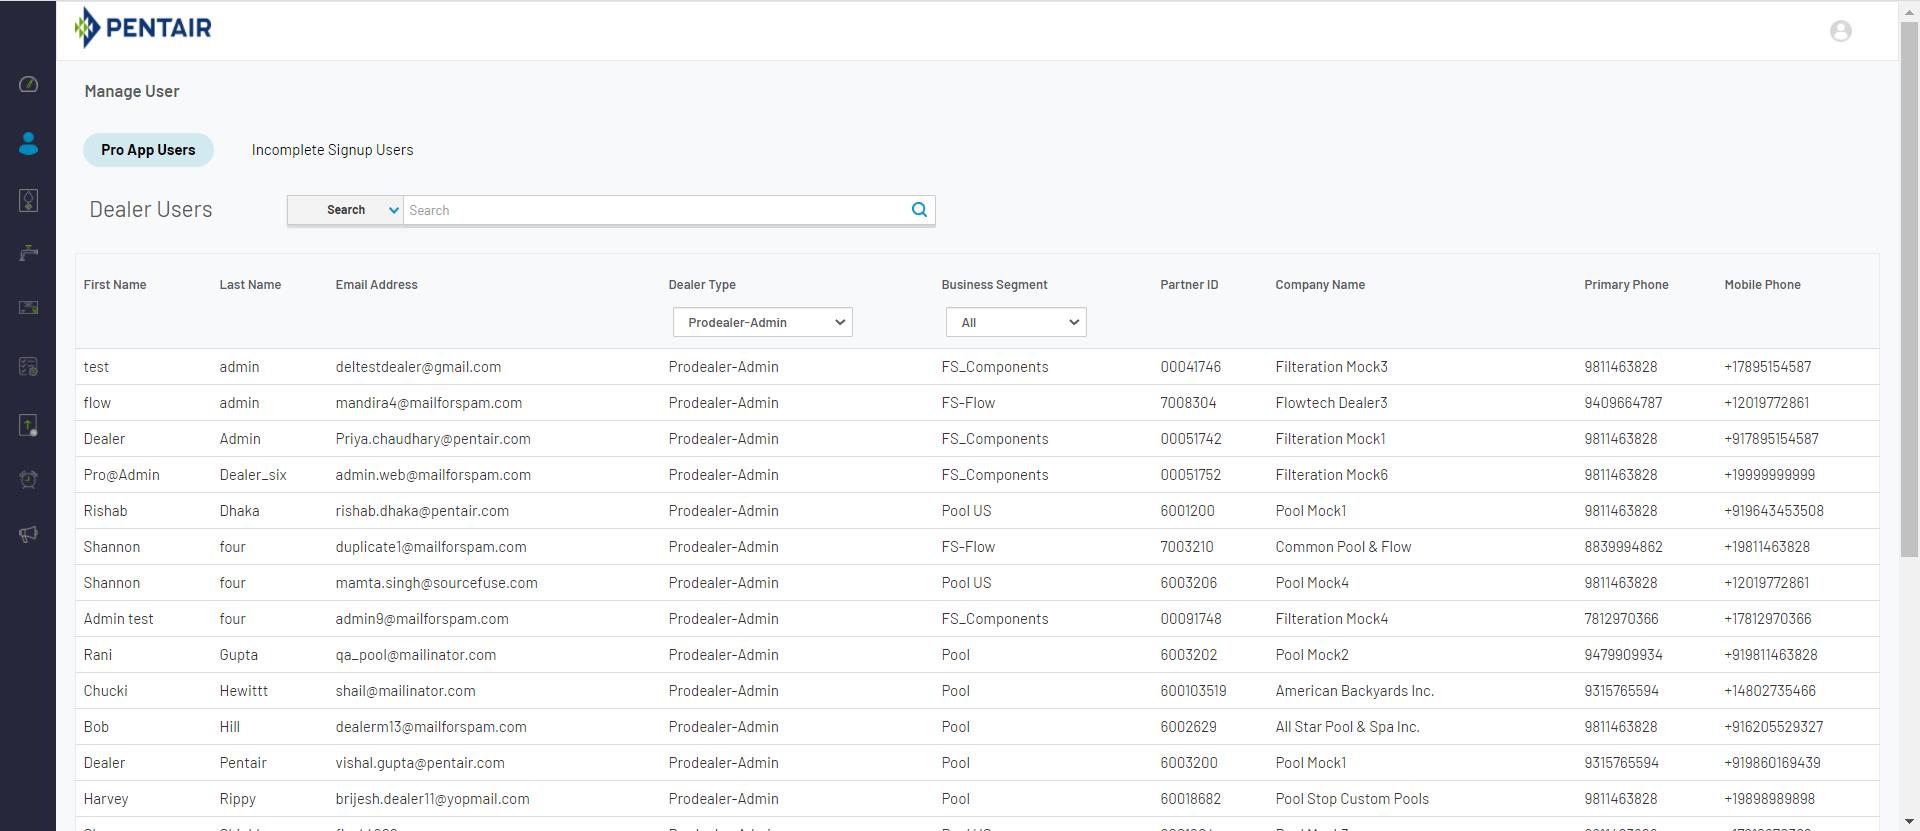 PENTAIR
Manage User
Pro App Users Incomplete Signup Users
Dealer Users Search Search
First Name Last Name Email Address Dealer Type Business Segment Partner ID Company Name Primary Phone Mobile Phone
Prodealer-Admin All
test admin deltestdealer@gmail.com Prodealer-Admin FS_Components 00041746 Filteration Mock3 9811463828 +17895154587
flow admin mandira4@mailforspam.com Prodealer-Admin FS-Flow 7008304 Flowtech Dealer3 9409664787 +12019772861
Dealer Admin Priya.chaudhary@pentair.com Prodealer-Admin FS_Components 00051742 Filteration Mock1 9811463828 +917895154587
Pro@Admin Dealer_six admin.web@mailforspam.com Prodealer-Admin FS_Components 00051752 Filteration Mock6 9811463828 +19999999999
Rishab Dhaka rishab.dhaka@pentair.com Prodealer-Admin Pool US 6001200 Pool Mock1 9811463828 +919643453508
Shannon four duplicate1@mailforspam.com Prodealer-Admin FS-Flow 7003210 Common Pool & Flow 8839994862 +19811463828
Shannon four mamta.singh@sourcefuse.com Prodealer-Admin Pool US 6003206 Pool Mock4 9811463828 +12019772861
Admin test four admin9@mailforspam.com Prodealer-Admin FS_Components 00091748 Filteration Mock4 7812970366 +17812970366
Rani Gupta qa_pool@mailinator.com Prodealer-Admin Pool 6003202 Pool Mock2 9479909934 +919811463828
Chucki Hewittt shail@mailinator.com Prodealer-Admin Pool 600103519 American Backyards Inc. 9315765594 +14802735466
Bob Hill dealerm13@mailforspam.com Prodealer-Admin Pool 6002629 All Star Pool & Spa Inc. 9811463828 +916205529327
Dealer Pentair vishal.gupta@pentair.com Prodealer-Admin Pool 6003200 Pool Mock1 9315765594 +919860169439
Harvey Rippy brijesh.dealer11@yopmail.com Prodealer-Admin Pool 60018682 Pool Stop Custom Pools 9811463828 +19898989898